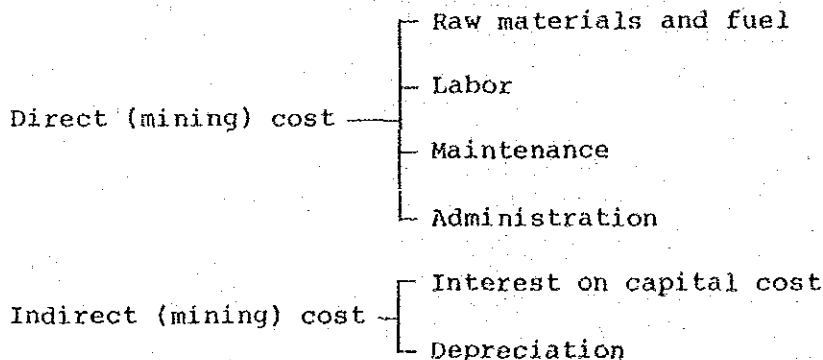 Raw materials and fuel
Labor
Direct (mining) cost
Maintenance
Administration
Interest on capital cost
Indirect (mining) cost
Depreciation